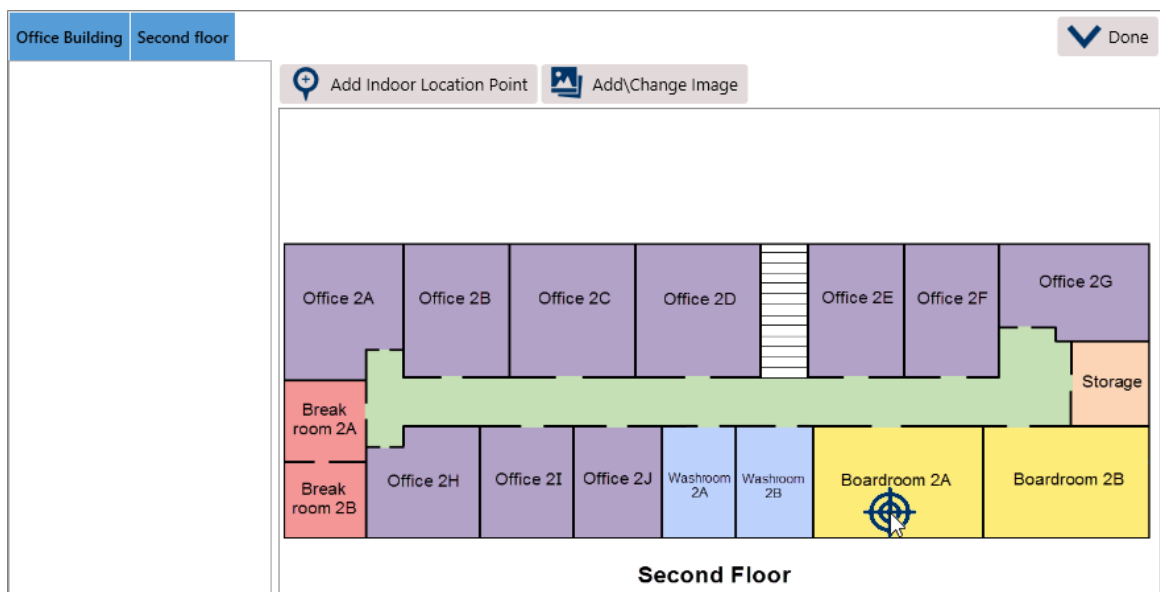 Office Building
Second floor
Done
Add Indoor Location Point
Add\Change Image
Office 2A
Office 2B
Office 2C
Office 2D
Office 2E
Office 2F
Office 2G
Storage
Break
room 2A
Break
room 2B
Office 2H
Office 2I
Office 2J
Washroom
2A
Washroom
2B
Boardroom 2A
Boardroom 2B
Second Floor